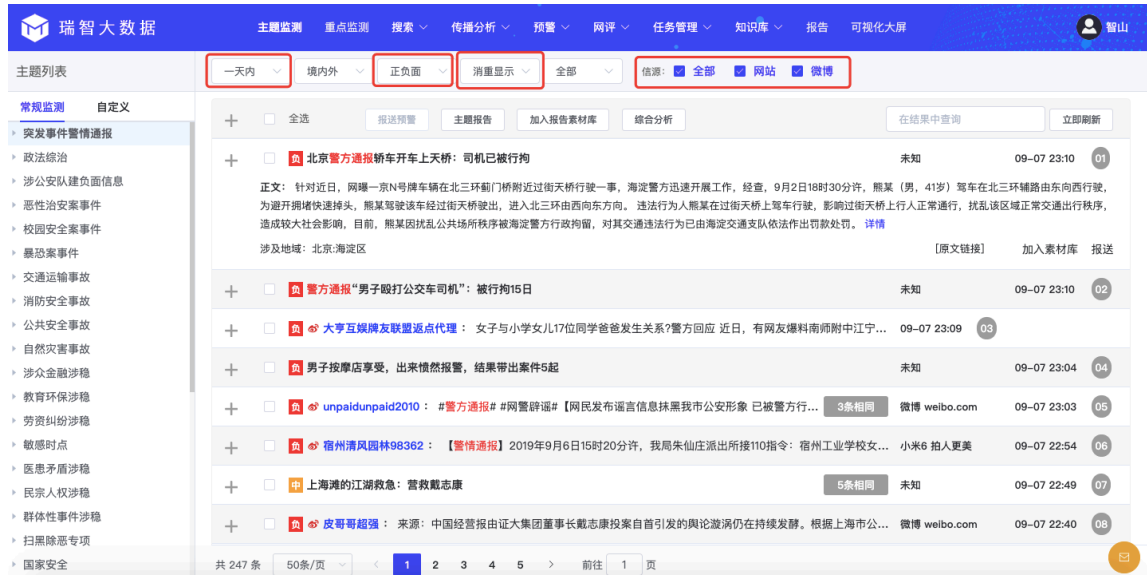 瑞智大数据 主题监测 重点监测 搜索 传播分析 预警 网评 任务管理 知识库 报告 可视化大屏 智山
主题列表 一天内 境内外 正负面 消重显示 全部 信源: 全部 网站 微博
常规监测 自定义
突发事件警情通报
政法综治
涉公安队建负面信息
恶性治安案事件
校园安全案事件
暴恐案事件
交通运输事故
消防安全事故
公共安全事故
自然灾害事故
涉众金融涉稳
教育环保涉稳
劳资纠纷涉稳
敏感时点
医患矛盾涉稳
民宗人权涉稳
群体性事件涉稳
扫黑除恶专项
国家安全
全选 报送预警 主题报告 加入报告素材库 综合分析 在结果中查询 立即刷新
负 北京警方通报轿车开车上天桥：司机已被行拘 未知 09-07 23:10 01
正文： 针对近日，网曝一京N号牌车辆在北三环蓟门桥附近过街天桥行驶一事，海淀警方迅速开展工作，经查，9月2日18时30分许，熊某（男，41岁）驾车在北三环辅路由东向西行驶，
为避开拥堵快速掉头，熊某驾驶该车经过街天桥驶出，进入北三环由西向东方向。 违法行为人熊某在过街天桥上驾车行驶，影响过街天桥上行人正常通行，扰乱该区域正常交通出行秩序，
造成较大社会影响，目前，熊某因扰乱公共场所秩序被海淀警方行政拘留，对其交通违法行为已由海淀交通支队依法作出罚款处罚。 详情
涉及地域：北京:海淀区 [原文链接] 加入素材库 报送
负 警方通报“男子殴打公交车司机”：被行拘15日 未知 09-07 23:10 02
负 大亨互娱牌友联盟返点代理： 女子与小学女儿17位同学爸爸发生关系?警方回应 近日，有网友爆料南师附中江宁... 09-07 23:09 03
负 男子按摩店享受，出来愤然报警，结果带出案件5起 未知 09-07 23:04 04
负 unpaidunpaid2010： #警方通报# #网警辟谣#【网民发布谣言信息抹黑我市公安形象 已被警方行... 3条相同 微博 weibo.com 09-07 23:03 05
负 宿州清风园林98362： 【警情通报】2019年9月6日15时20分许，我局朱仙庄派出所接110指令：宿州工业学校女... 小米6 拍人更美 09-07 22:54 06
中 上海滩的江湖救急：营救戴志康 5条相同 未知 09-07 22:49 07
负 皮哥哥超强： 来源：中国经营报由证大集团董事长戴志康投案自首引发的舆论漩涡仍在持续发酵。根据上海市公... 微博 weibo.com 09-07 22:40 08
共 247 条 50条/页 1 2 3 4 5 前往 1 页